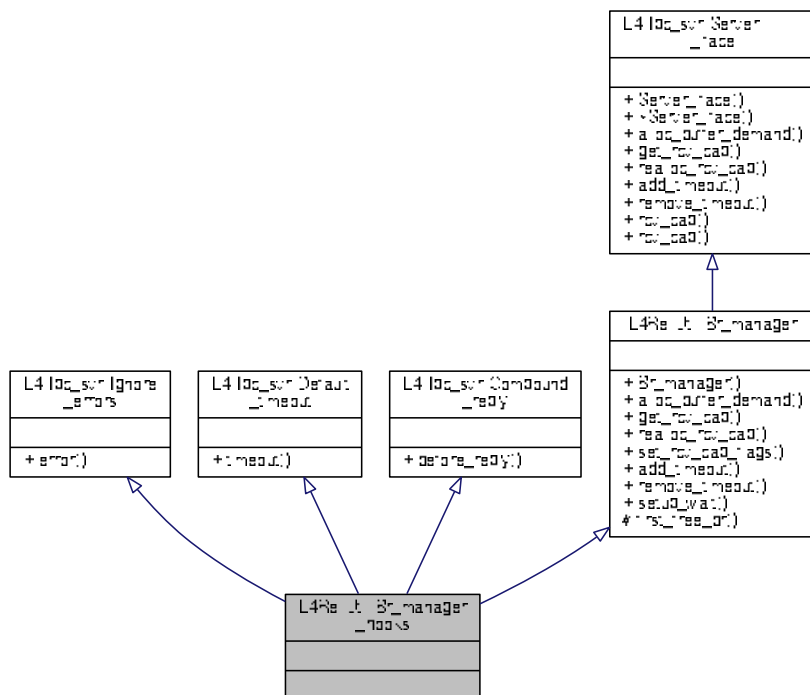 L4::Ipc_svr::Server
_iface
+ Server_iface()
+ ~Server_iface()
+ alloc_buffer_demand()
+ get_rcv_cap()
+ realloc_rcv_cap()
+ add_timeout()
+ remove_timeout()
+ rcv_cap()
+ rcv_cap()
L4Re::Util::Br_manager
+ Br_manager()
+ alloc_buffer_demand()
+ get_rcv_cap()
+ realloc_rcv_cap()
+ set_rcv_cap_flags()
+ add_timeout()
+ remove_timeout()
+ setup_wait()
# first_free_br()
L4::Ipc_svr::Ignore
_errors
+ error()
L4::Ipc_svr::Default
_timeout
+ timeout()
L4::Ipc_svr::Compound
_reply
+ before_reply()
L4Re::Util::Br_manager
_hooks